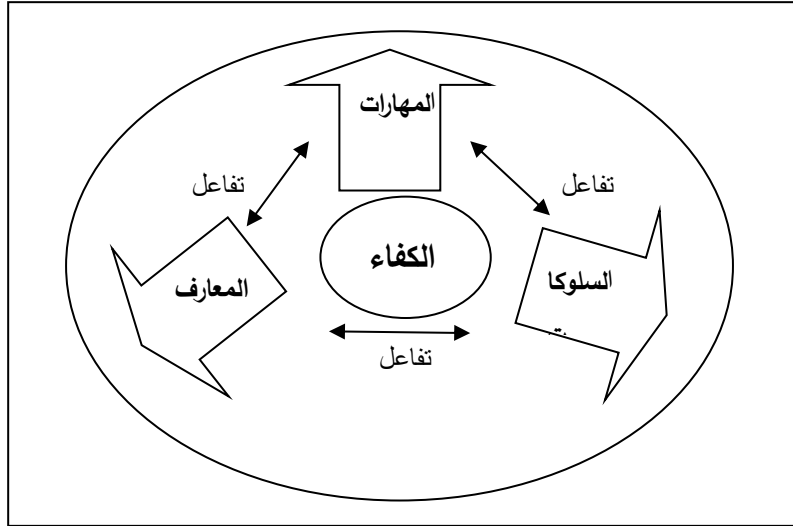 المهارات
تفاعل
تفاعل
الكفاء
السلوكا
المعارف
تفاعل